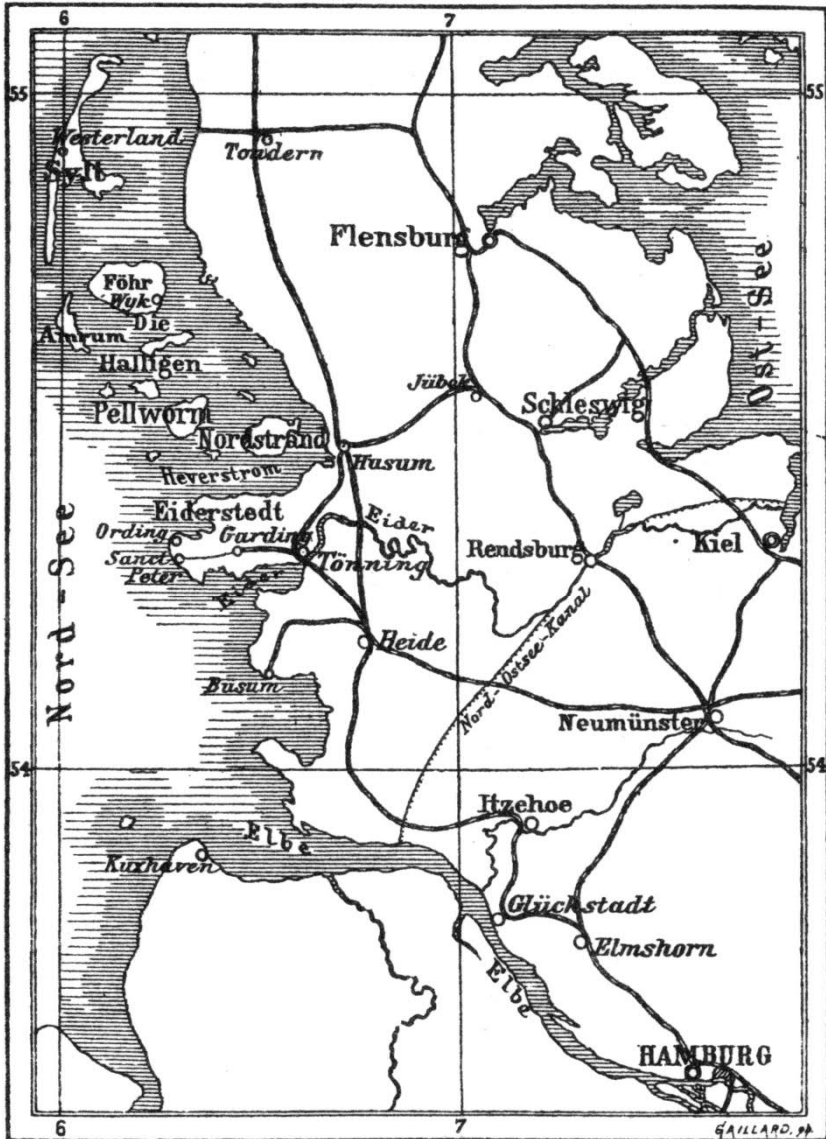 6 7
55 55
Westerland
Sylt
Towdern
Flensburg
Föhr
Wyk
Amrum
Die
Halligen
Pellworm
Nordstrand
Heverstrom
Jübek
Schleswig
Ost-See
Husum
Eiderstedt
Ording
Garding
Sanct
Peter
Eider
Tönning
Eider
Rendsburg
Kiel
Nord-See
Heide
Busum
Nord-Ostsee-Kanal
Neumünster
54 54
Itzehoe
Elbe
Kuxhaven
Glückstadt
Elmshorn
Elbe
HAMBURG
6 7
GAILLARD. 94